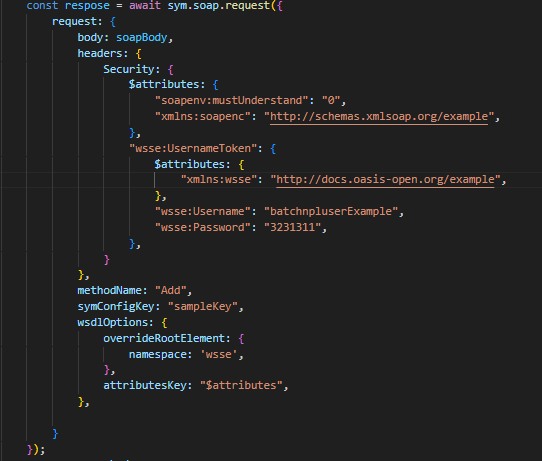 const respose = await sym.soap.request({
request: {
body: soapBody,
headers: {
Security: {
$attributes: {
"soapenv:mustUnderstand": "0",
"xmlns:soapenc": "http://schemas.xmlsoap.org/example",
},
"wsse:UsernameToken": {
$attributes: {
"xmlns:wsse": "http://docs.oasis-open.org/example",
},
"wsse:Username": "batchnpluserExample",
"wsse:Password": "3231311",
},
}
},
methodName: "Add",
symConfigKey: "sampleKey",
wsdlOptions: {
overrideRootElement: {
namespace: 'wsse',
},
attributesKey: "$attributes",
},
}
});